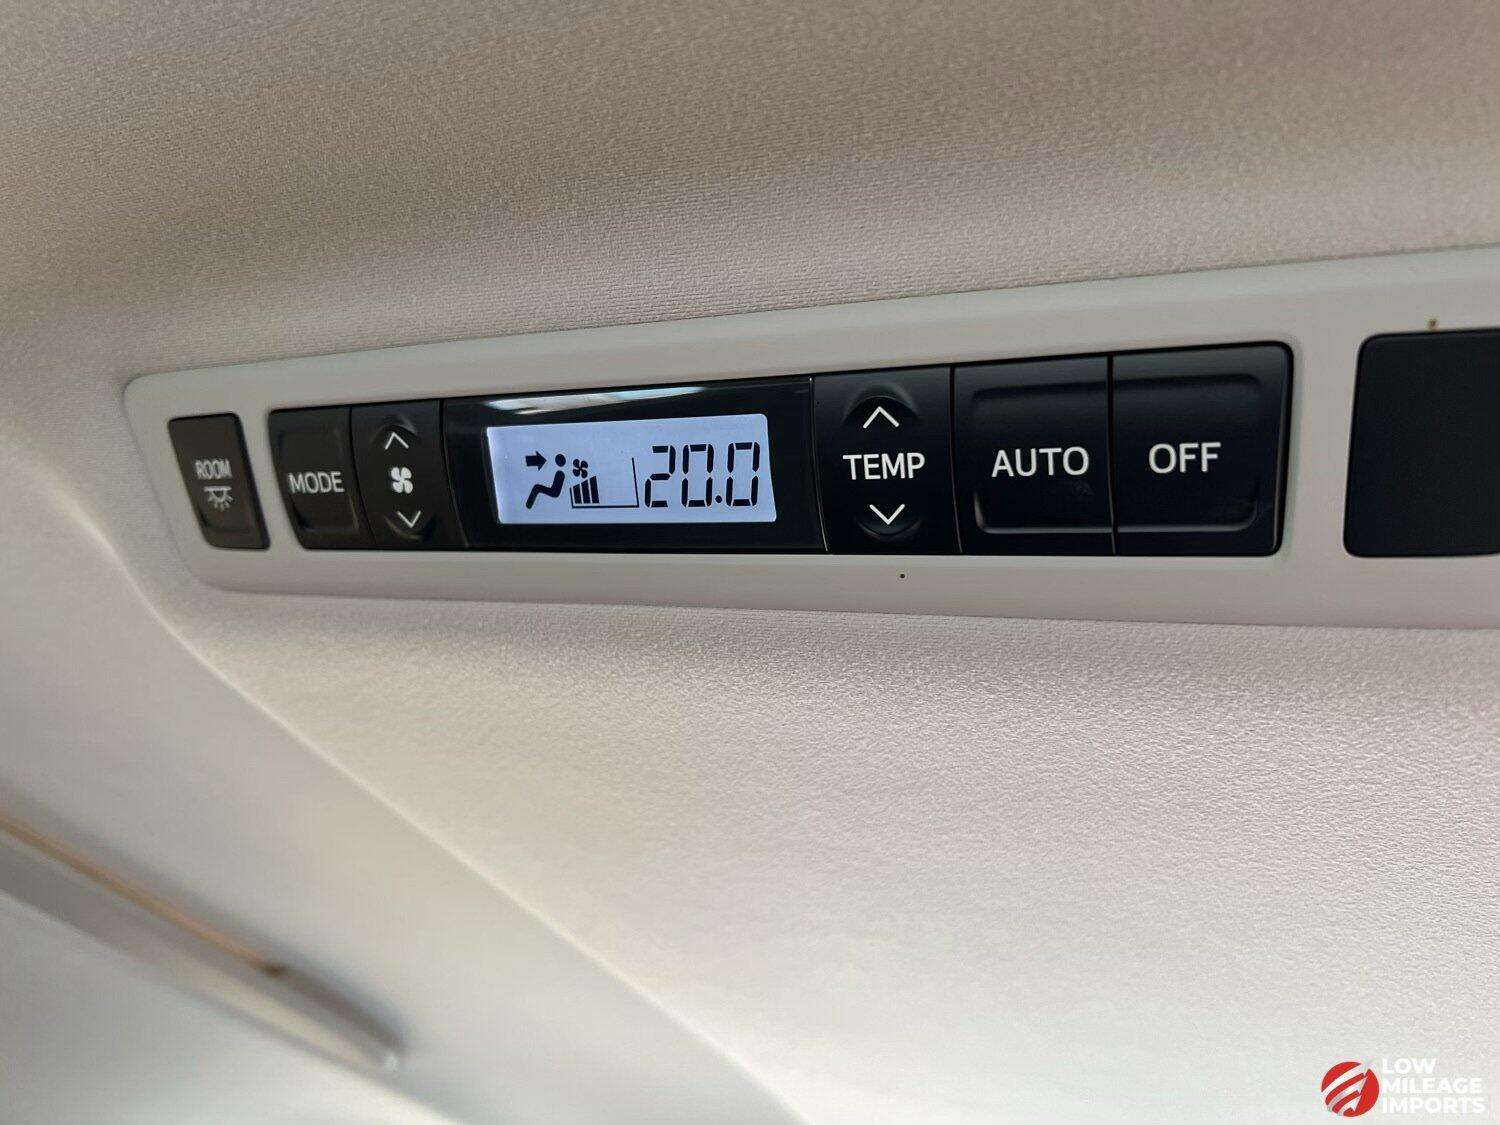 ROOM
MODE
20.0
TEMP
AUTO
OFF
LOW
MILEAGE
IMPORTS